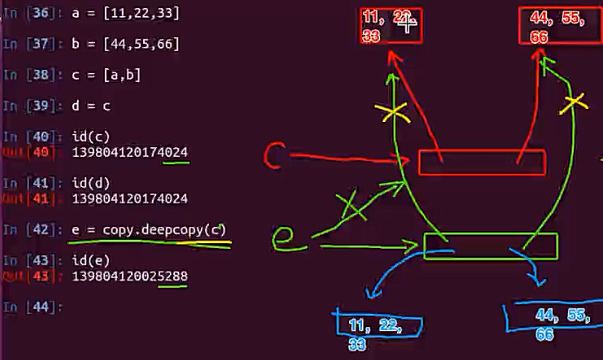 In [36]: a = [11,22,33]
In [37]: b = [44,55,66]
In [38]: c = [a,b]
In [39]: d = c
In [40]: id(c)
Out[40]: 139804120174024
In [41]: id(d)
Out[41]: 139804120174024
In [42]: e = copy.deepcopy(c)
In [43]: id(e)
Out[43]: 139804120025288
In [44]:
11, 22,
33
44, 55,
66
c
e
11, 22,
33
44, 55,
66